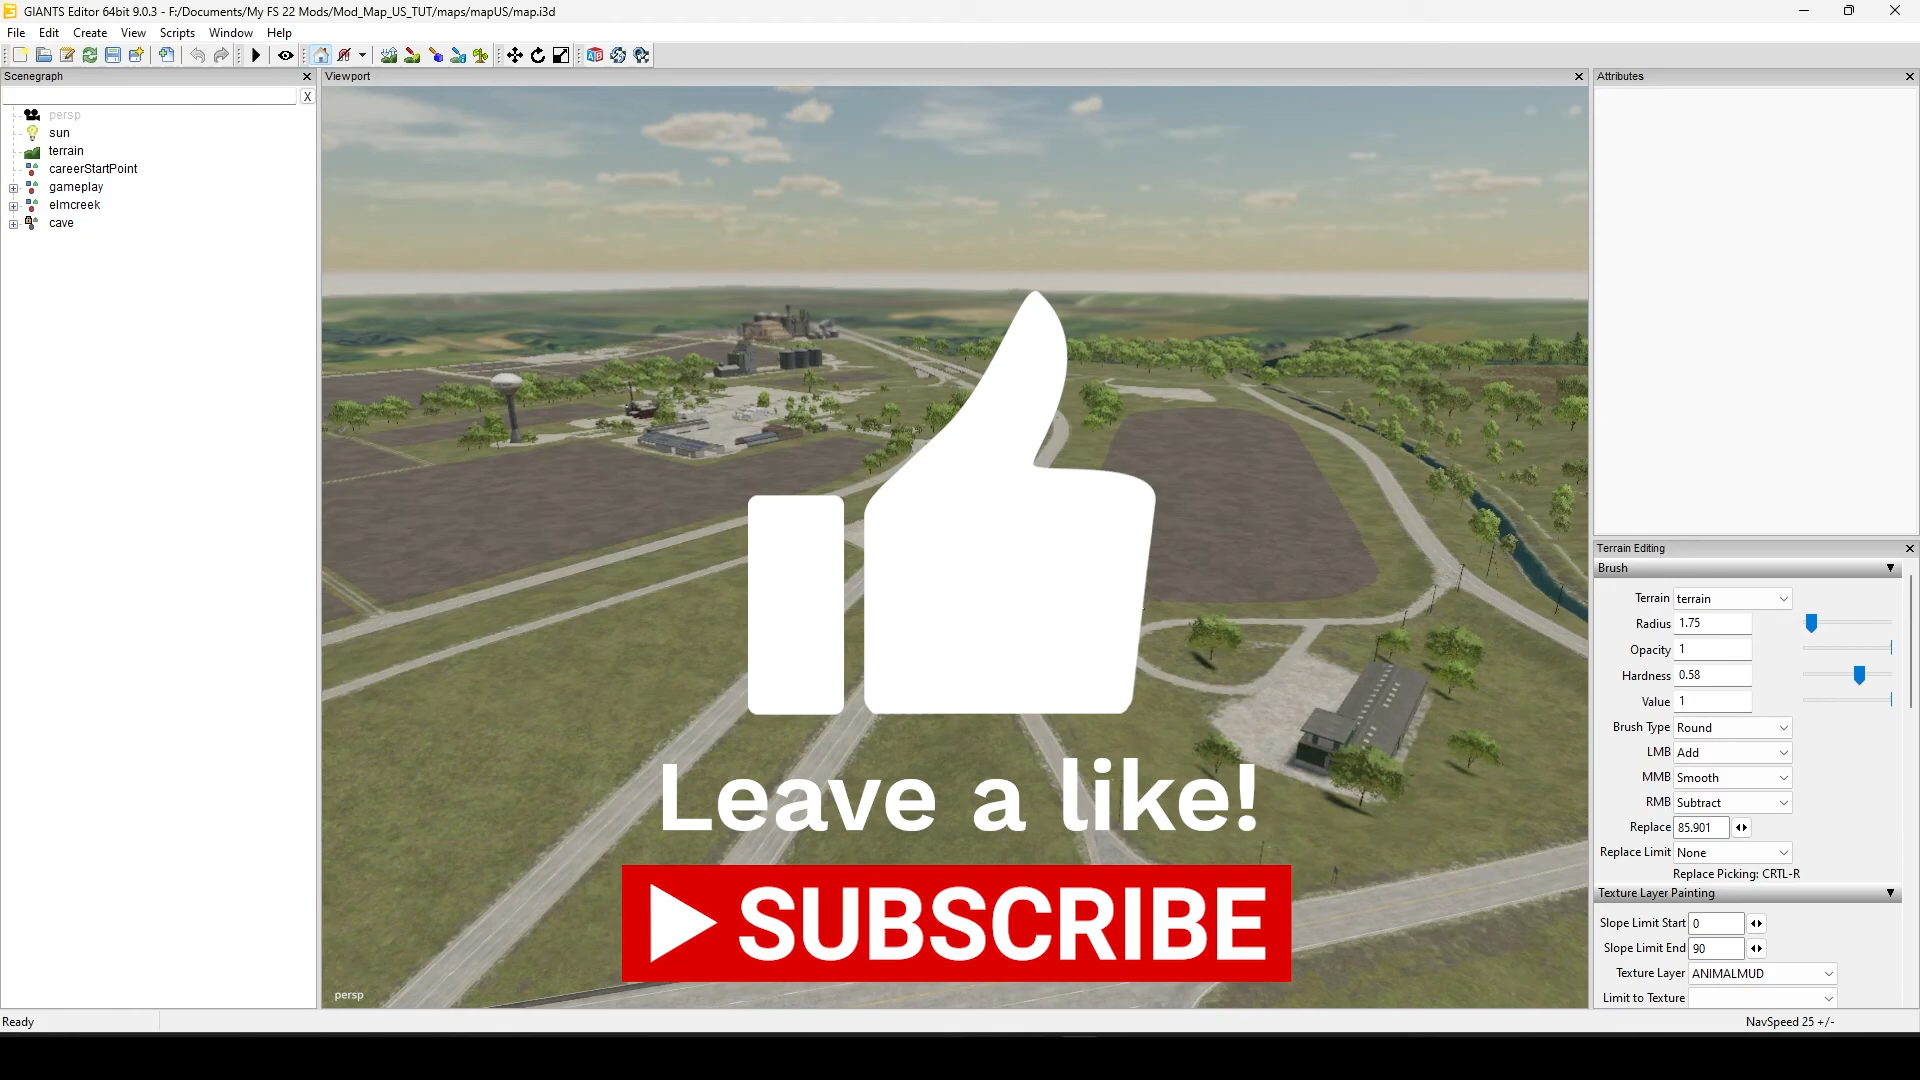 GIANTS Editor 64bit 9.0.3 - F:/Documents/My FS 22 Mods/Mod_Map_US_TUT/maps/mapUS/map.i3d
File Edit Create View Scripts Window Help
Scenegraph
X
persp
sun
terrain
careerStartPoint
gameplay
elmcreek
cave
Viewport
Leave a like!
SUBSCRIBE
persp
Attributes
Terrain Editing
Brush
Terrain terrain
Radius 1.75
Opacity 1
Hardness 0.58
Value 1
Brush Type Round
LMB Add
MMB Smooth
RMB Subtract
Replace 85.901
Replace Limit None
Replace Picking: CRTL-R
Texture Layer Painting
Slope Limit Start 0
Slope Limit End 90
Texture Layer ANIMALMUD
Limit to Texture
Ready
NavSpeed 25 +/-